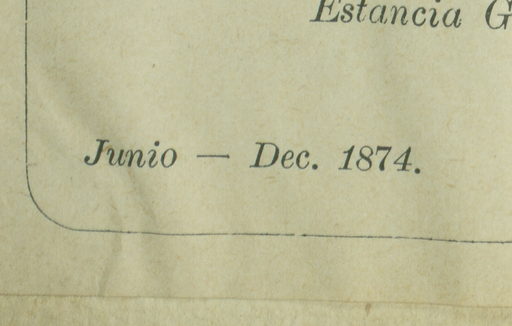 Estancia G
Junio — Dec. 1874.